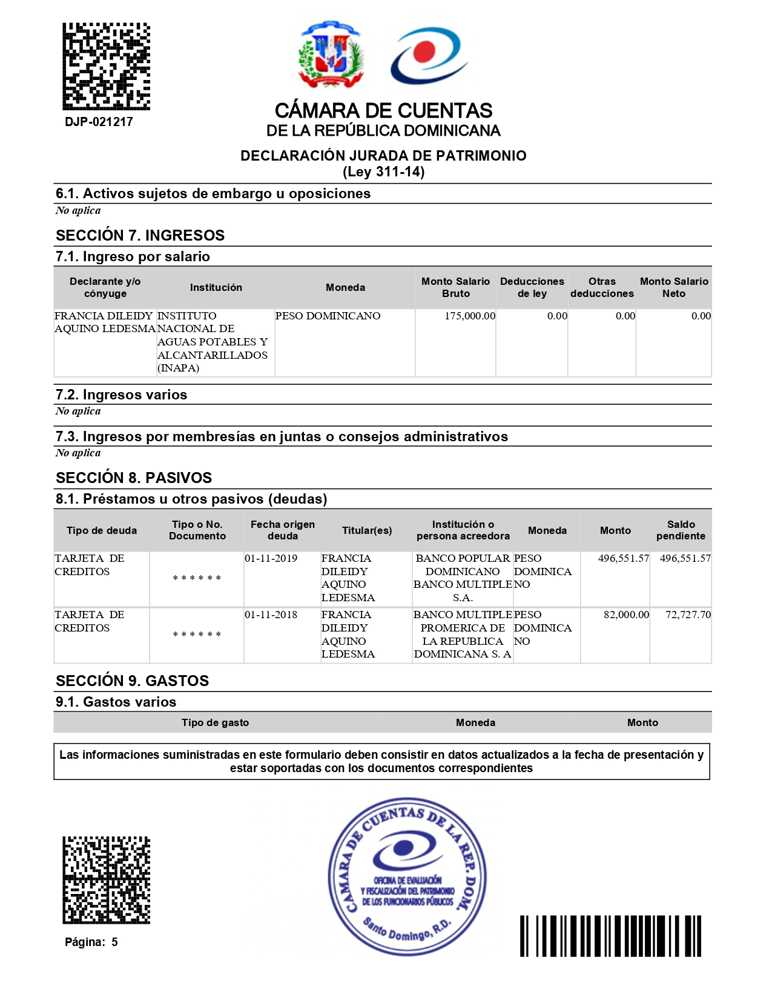 DJP-021217
CÁMARA DE CUENTAS
DE LA REPÚBLICA DOMINICANA
DECLARACIÓN JURADA DE PATRIMONIO
(Ley 311-14)
6.1. Activos sujetos de embargo u oposiciones
No aplica
SECCIÓN 7. INGRESOS
7.1. Ingreso por salario
Declarante y/o cónyuge Institución Moneda Monto Salario Bruto Deducciones de ley Otras deducciones Monto Salario Neto
FRANCIA DILEIDY INSTITUTO PESO DOMINICANO 175,000.00 0.00 0.00 0.00
AQUINO LEDESMA NACIONAL DE
AGUAS POTABLES Y
ALCANTARILLADOS
(INAPA)
7.2. Ingresos varios
No aplica
7.3. Ingresos por membresías en juntas o consejos administrativos
No aplica
SECCIÓN 8. PASIVOS
8.1. Préstamos u otros pasivos (deudas)
Tipo de deuda Tipo o No. Documento Fecha origen deuda Titular(es) Institución o persona acreedora Moneda Monto Saldo pendiente
TARJETA DE 01-11-2019 FRANCIA BANCO POPULAR PESO 496,551.57 496,551.57
CREDITOS ****** DILEIDY DOMINICANO DOMINICA
AQUINO BANCO MULTIPLE NO
LEDESMA S.A.
TARJETA DE 01-11-2018 FRANCIA BANCO MULTIPLE PESO 82,000.00 72,727.70
CREDITOS ****** DILEIDY PROMERICA DE DOMINICA
AQUINO LA REPUBLICA NO
LEDESMA DOMINICANA S. A
SECCIÓN 9. GASTOS
9.1. Gastos varios
Tipo de gasto Moneda Monto
Las informaciones suministradas en este formulario deben consistir en datos actualizados a la fecha de presentación y
estar soportadas con los documentos correspondientes
CAMARA DE CUENTAS DE LA REP. DOM.
OFICINA DE EVALUACIÓN
Y FISCALIZACIÓN DEL PATRIMONIO
DE LOS FUNCIONARIOS PÚBLICOS
Santo Domingo, R.D.
Página: 5